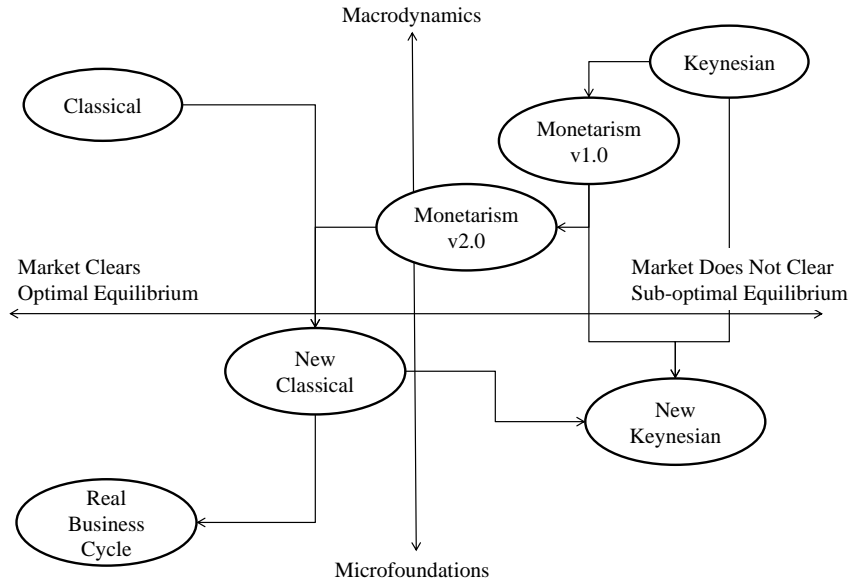 Macrodynamics
Keynesian
Classical
Monetarism
v1.0
Monetarism
v2.0
Market Clears
Optimal Equilibrium
Market Does Not Clear
Sub-optimal Equilibrium
New
Classical
New
Keynesian
Real
Business
Cycle
Microfoundations